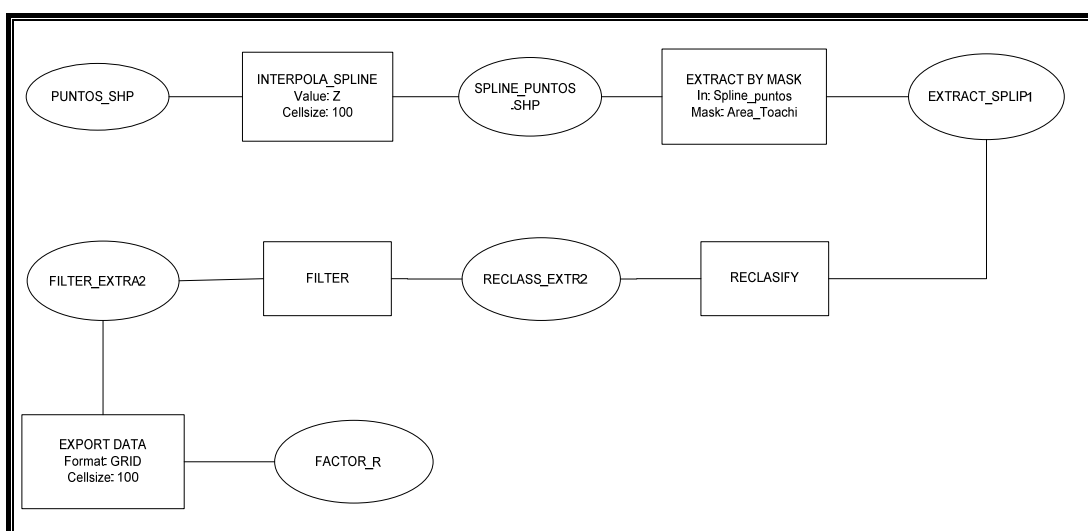 PUNTOS_SHP
INTERPOLA_SPLINE
Value: Z
Cellsize: 100
SPLINE_PUNTOS
.SHP
EXTRACT BY MASK
In: Spline_puntos
Mask: Area_Toachi
EXTRACT_SPLIP1
FILTER_EXTRA2
FILTER
RECLASS_EXTR2
RECLASIFY
EXPORT DATA
Format: GRID
Cellsize: 100
FACTOR_R